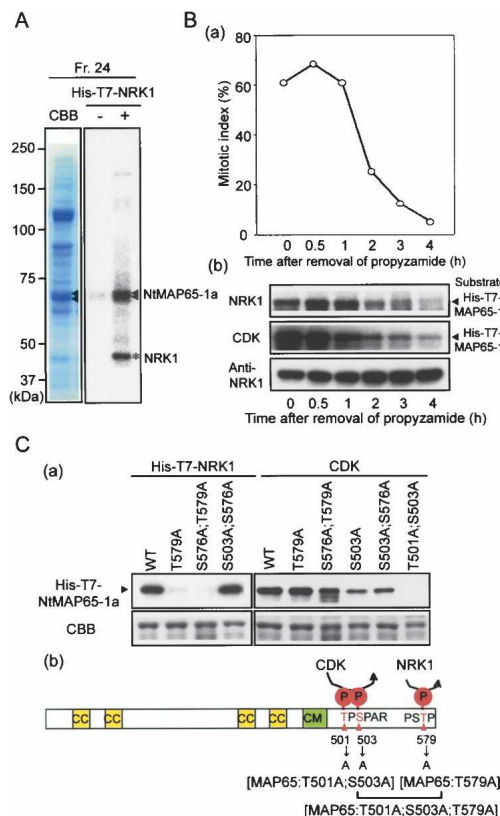 A
Fr. 24
His-T7-NRK1
CBB - +
250
150
100
75
50
37
(kDa)
NtMAP65-1a
NRK1
*
B
(a)
Mitotic index (%)
80
60
40
20
0
0 0.5 1 2 3 4
Time after removal of propyzamide (h)
(b)
Substrate
NRK1
His-T7-
MAP65-1a
CDK
His-T7-
MAP65-1a
Anti-
NRK1
0 0.5 1 2 3 4
Time after removal of propyzamide (h)
C
(a)
His-T7-NRK1 CDK
WT
T579A
S576A;T579A
S503A;S576A
WT
T579A
S576A;T579A
S503A
S503A;S576A
T501A;S503A
His-T7-
NtMAP65-1a
CBB
(b)
CDK NRK1
P P P
CC CC CC CC CM TPSPAR PSTP
501 503 579
A A A
[MAP65:T501A;S503A] [MAP65:T579A]
[MAP65:T501A;S503A;T579A]